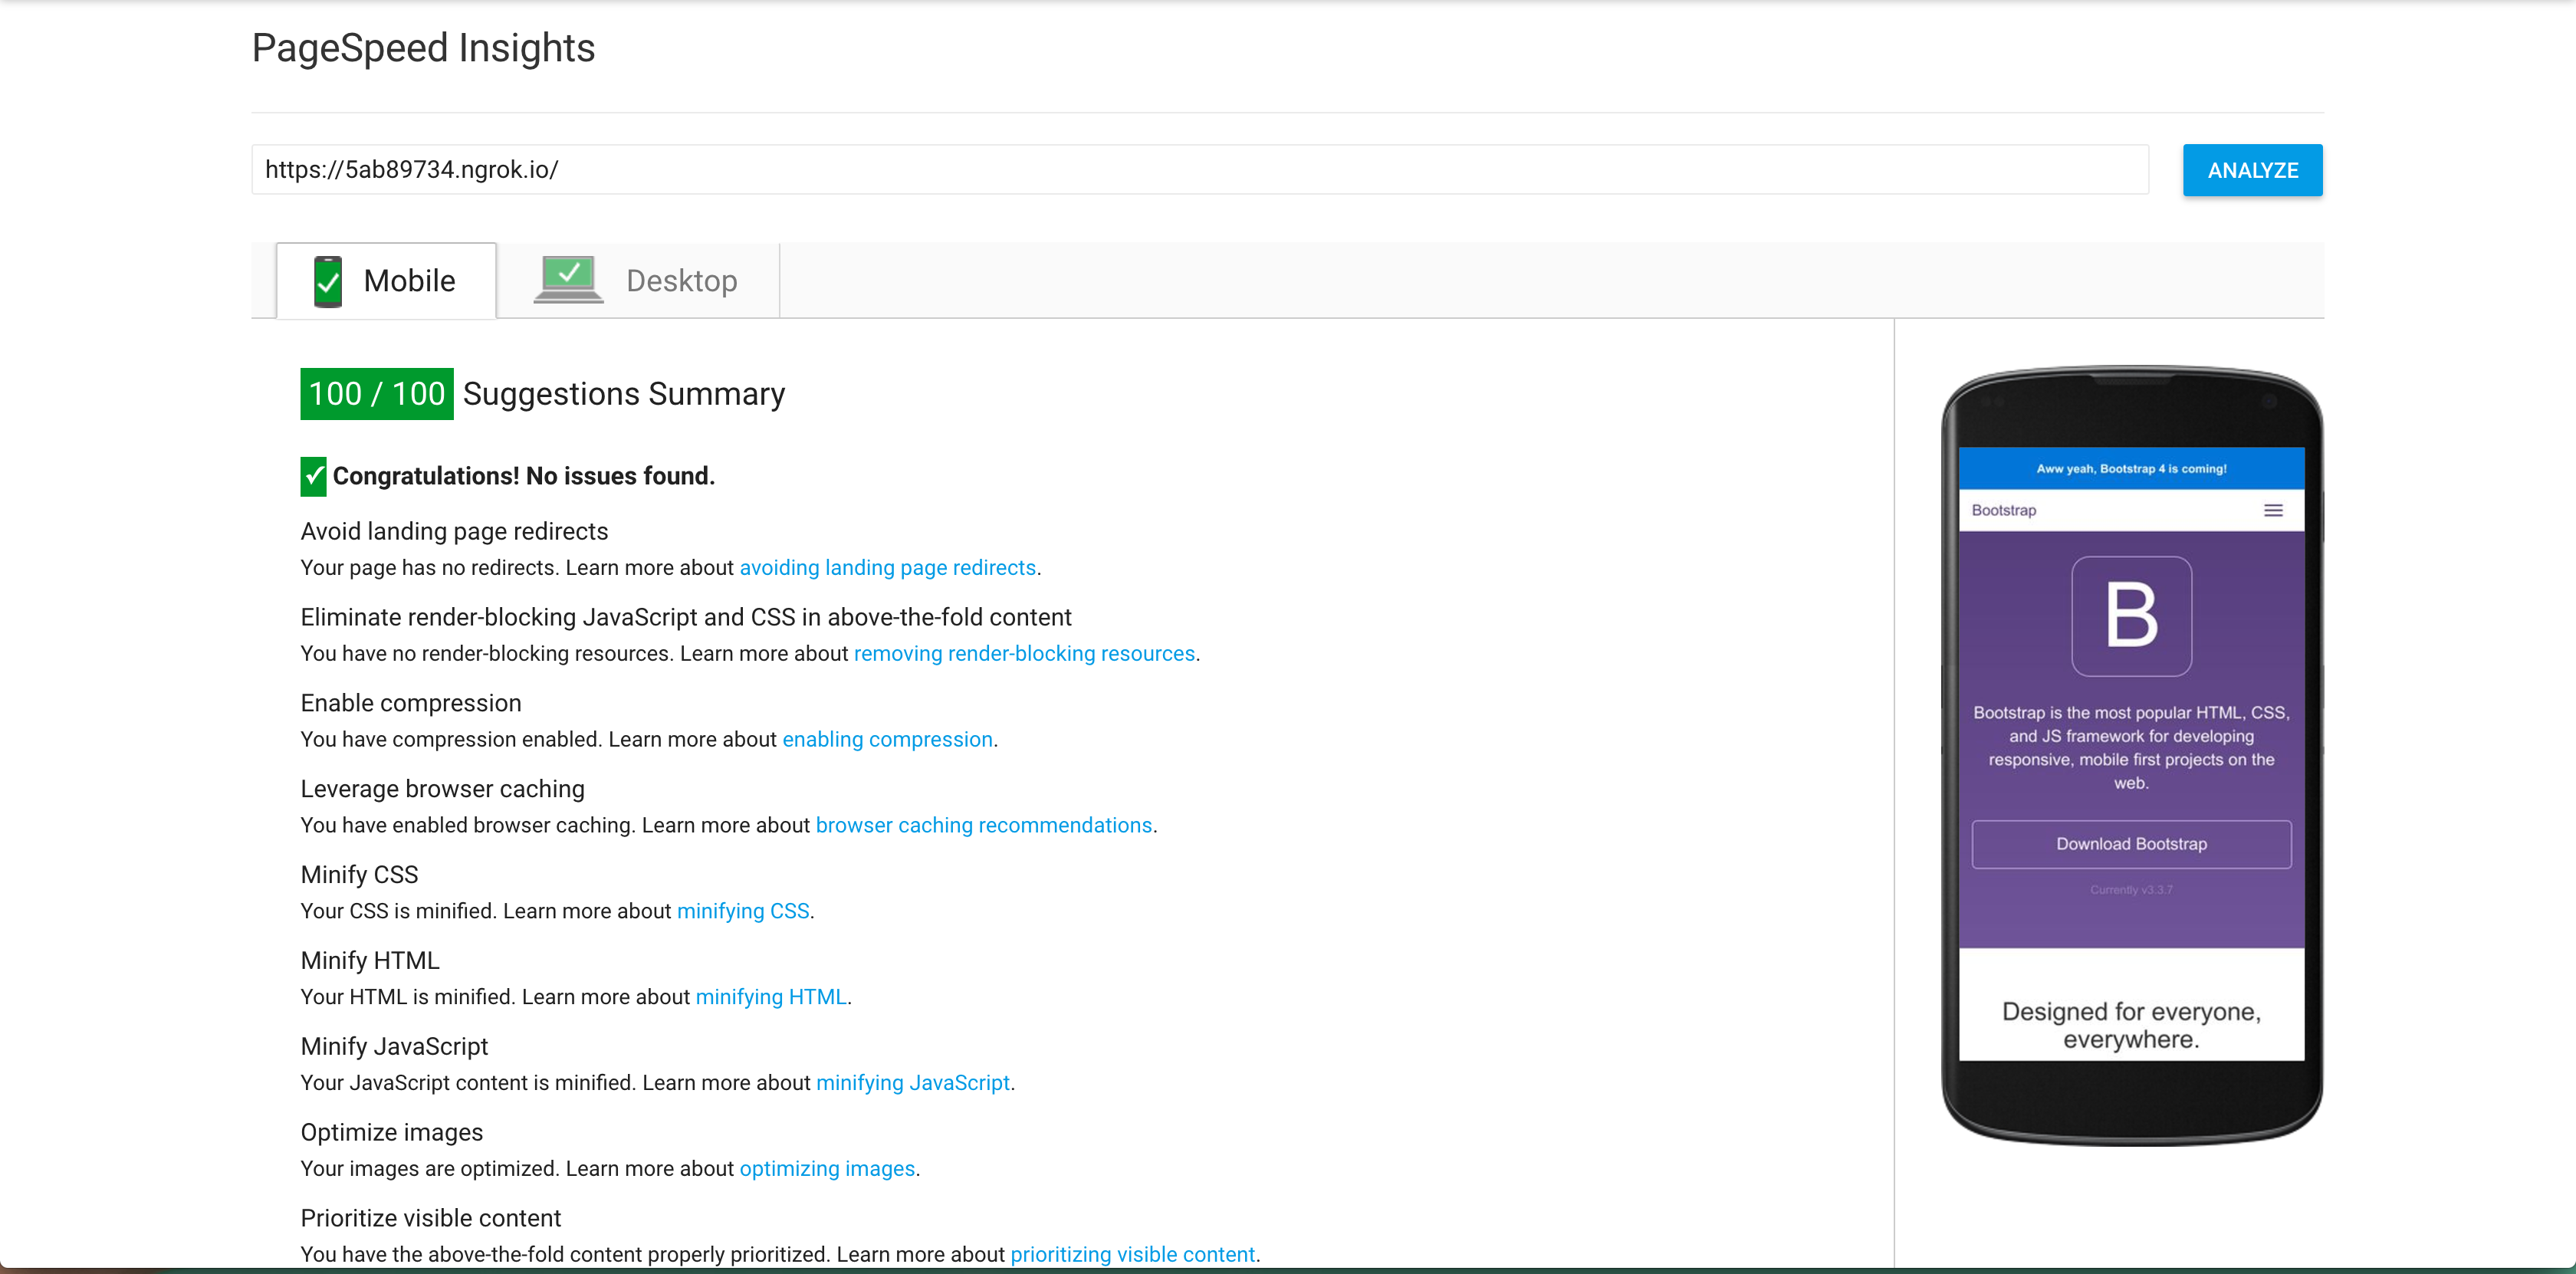 PageSpeed Insights
https://5ab89734.ngrok.io/
ANALYZE
Mobile
Desktop
100 / 100 Suggestions Summary
✓ Congratulations! No issues found.
Avoid landing page redirects
Your page has no redirects. Learn more about avoiding landing page redirects.
Eliminate render-blocking JavaScript and CSS in above-the-fold content
You have no render-blocking resources. Learn more about removing render-blocking resources.
Enable compression
You have compression enabled. Learn more about enabling compression.
Leverage browser caching
You have enabled browser caching. Learn more about browser caching recommendations.
Minify CSS
Your CSS is minified. Learn more about minifying CSS.
Minify HTML
Your HTML is minified. Learn more about minifying HTML.
Minify JavaScript
Your JavaScript content is minified. Learn more about minifying JavaScript.
Optimize images
Your images are optimized. Learn more about optimizing images.
Prioritize visible content
You have the above-the-fold content properly prioritized. Learn more about prioritizing visible content.
Aww yeah, Bootstrap 4 is coming!
Bootstrap
B
Bootstrap is the most popular HTML, CSS,
and JS framework for developing
responsive, mobile first projects on the
web.
Download Bootstrap
Currently v3.3.7
Designed for everyone,
everywhere.